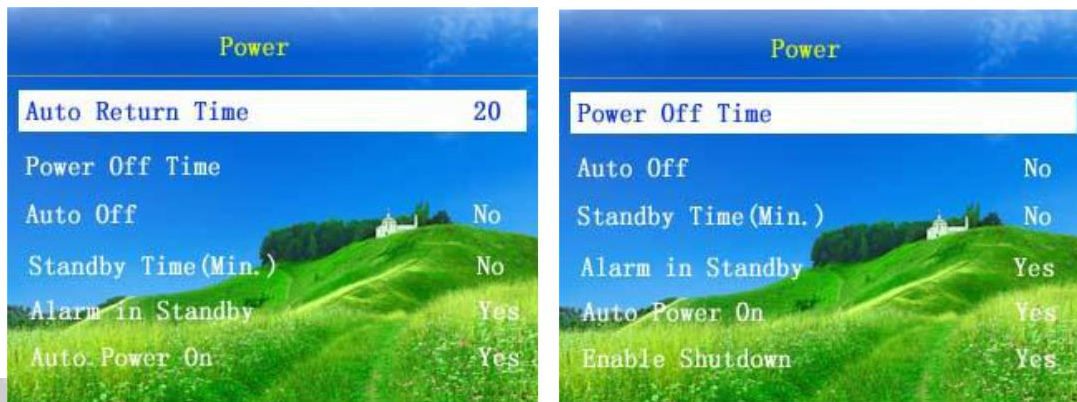 Power
Auto Return Time 20
Power Off Time
Auto Off No
Standby Time(Min.) No
Alarm in Standby Yes
Auto Power On Yes
Power
Power Off Time
Auto Off No
Standby Time(Min.) No
Alarm in Standby Yes
Auto Power On Yes
Enable Shutdown Yes